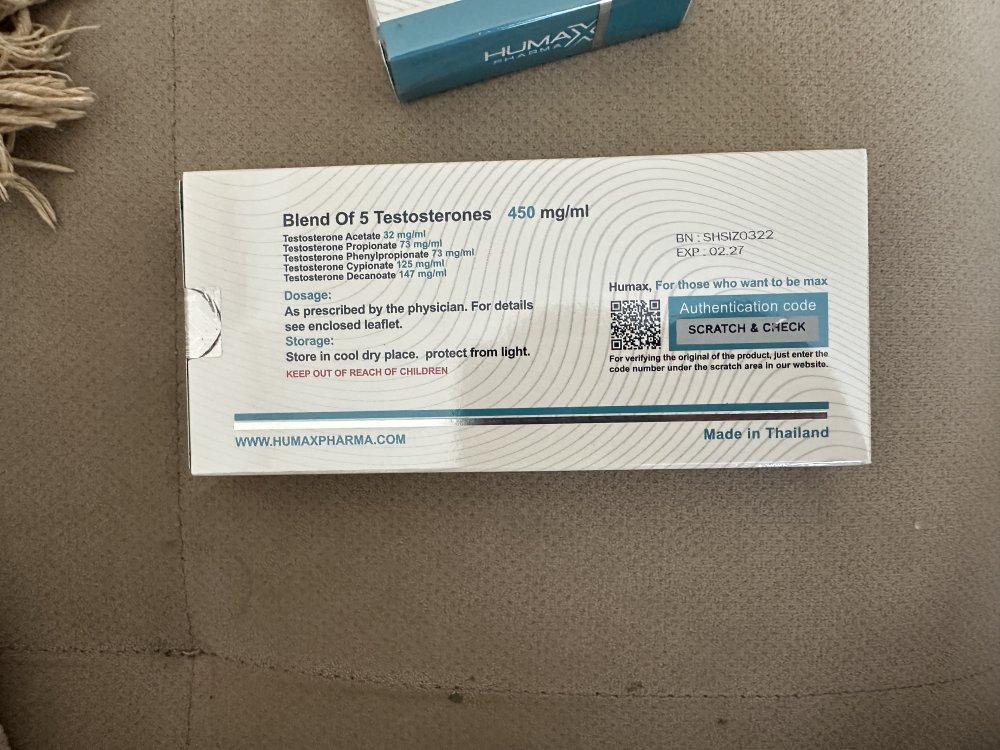 HUMAX
PHARMA
Blend Of 5 Testosterones 450 mg/ml
Testosterone Acetate 32 mg/ml
Testosterone Propionate 73 mg/ml
Testosterone Phenylpropionate 73 mg/ml
Testosterone Cypionate 125 mg/ml
Testosterone Decanoate 147 mg/ml
Dosage:
As prescribed by the physician. For details
see enclosed leaflet.
Storage:
Store in cool dry place. protect from light.
KEEP OUT OF REACH OF CHILDREN
BN : SHSIZ0322
EXP : 02.27
Humax, For those who want to be max
Authentication code
SCRATCH & CHECK
For verifying the original of the product, just enter the
code number under the scratch area in our website.
WWW.HUMAXPHARMA.COM
Made in Thailand